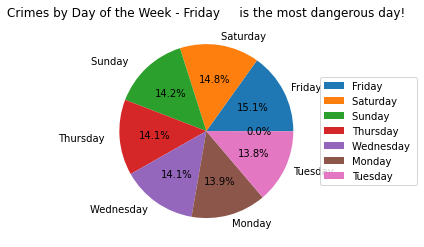 Crimes by Day of the Week - Friday     is the most dangerous day!
Saturday
Sunday
Friday
14.8%
14.2%
15.1%
Thursday
14.1%
0.0%
13.8%
14.1%
13.9%
Tuesday
Wednesday
Monday
Friday
Saturday
Sunday
Thursday
Wednesday
Monday
Tuesday